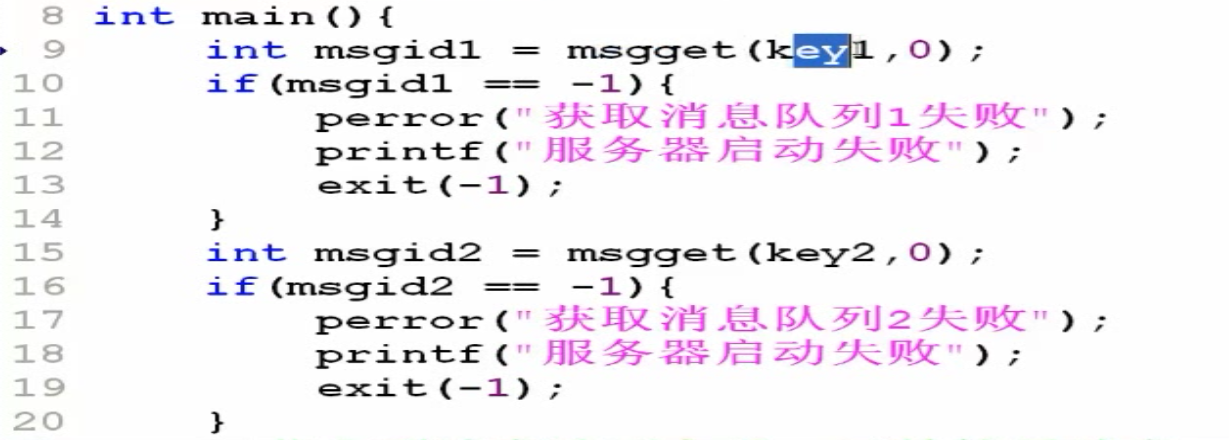 8 int main(){
9 int msgid1 = msgget(key1,0);
10 if(msgid1 == -1){
11 perror("获取消息队列1失败");
12 printf("服务器启动失败");
13 exit(-1);
14 }
15 int msgid2 = msgget(key2,0);
16 if(msgid2 == -1){
17 perror("获取消息队列2失败");
18 printf("服务器启动失败");
19 exit(-1);
20 }